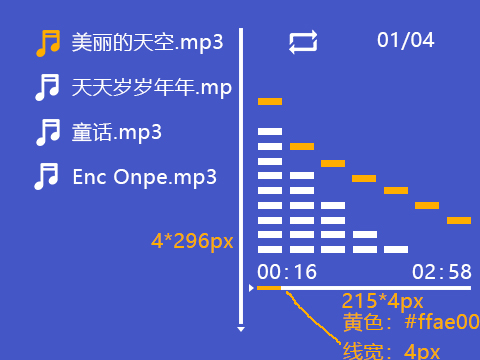 美丽的天空.mp3
天天岁岁年年.mp
童话.mp3
Enc Onpe.mp3
4*296px
01/04
00:16
02:58
215*4px
黄色：#ffae00
线宽：4px